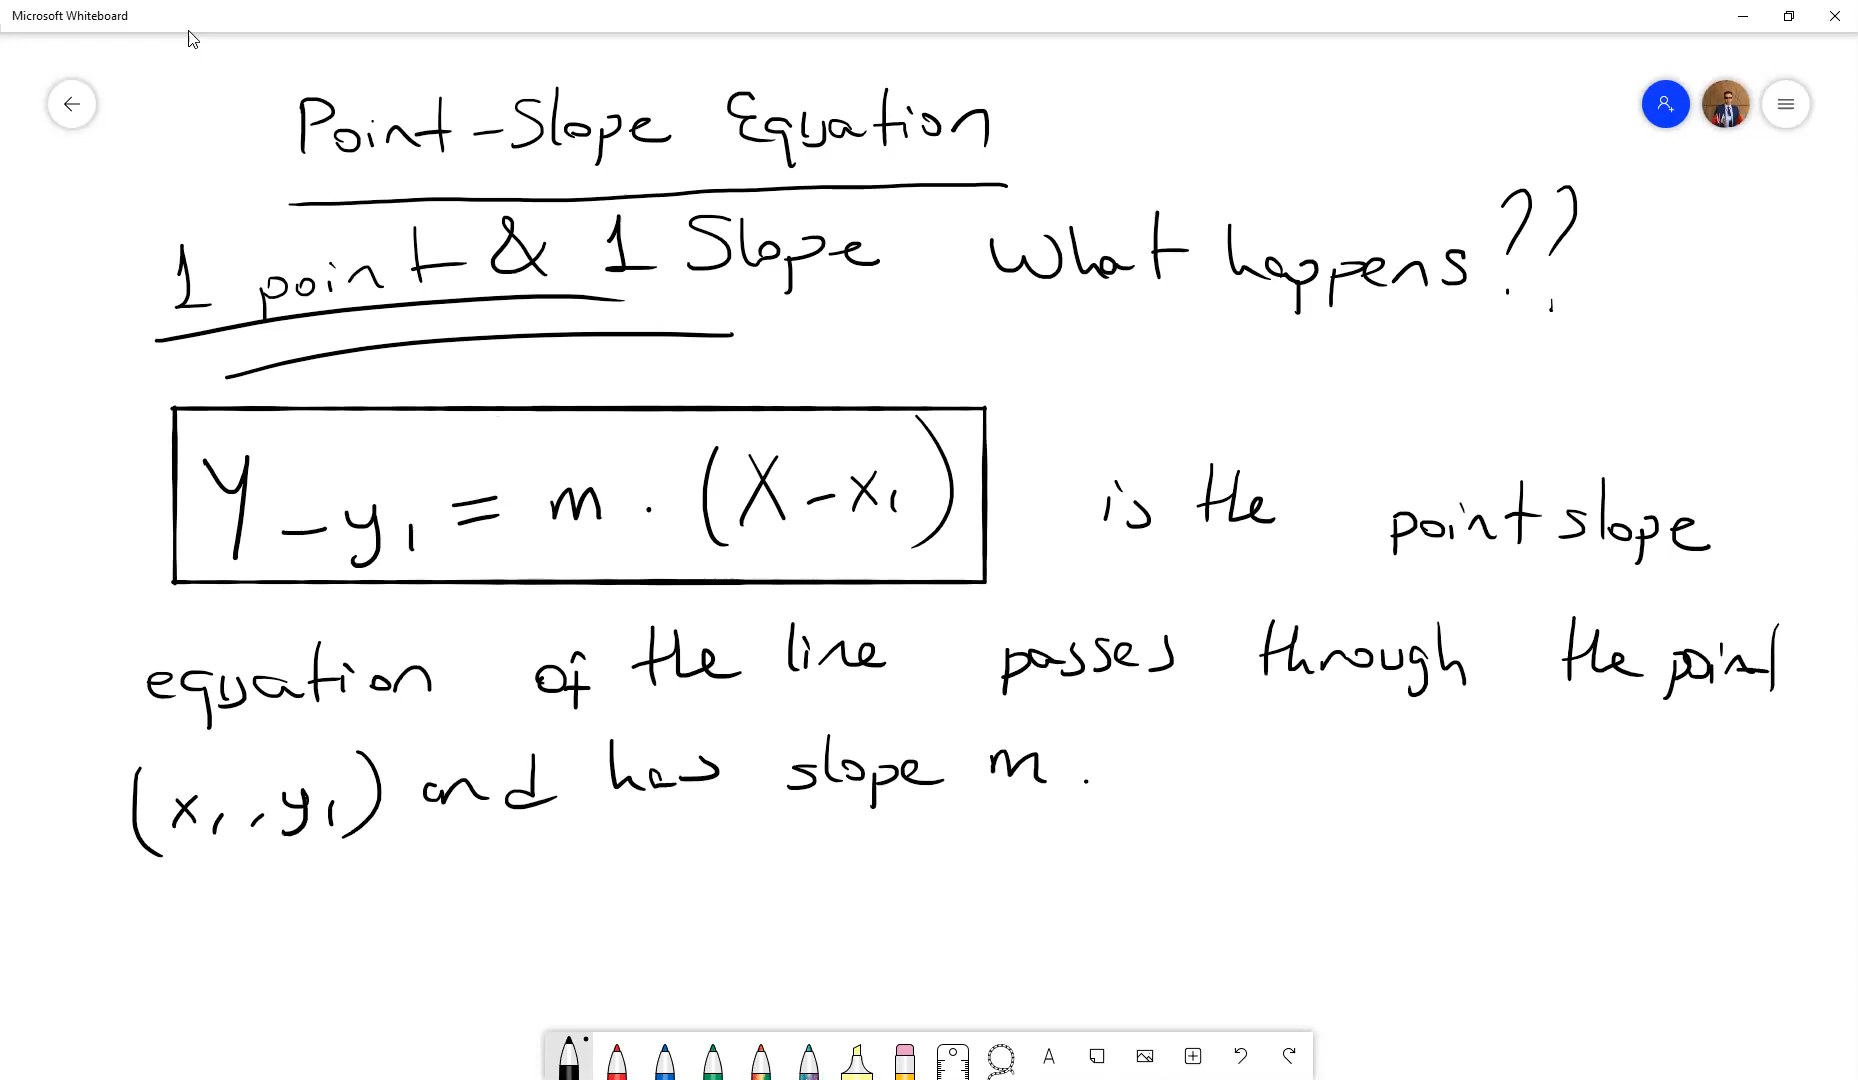 Microsoft Whiteboard
Point-Slope Equation
1 point & 1 Slope what happens??
Y - y₁ = m . (X - x₁) is the point slope
equation of the line passes through the point
(x₁, y₁) and has slope m.
A